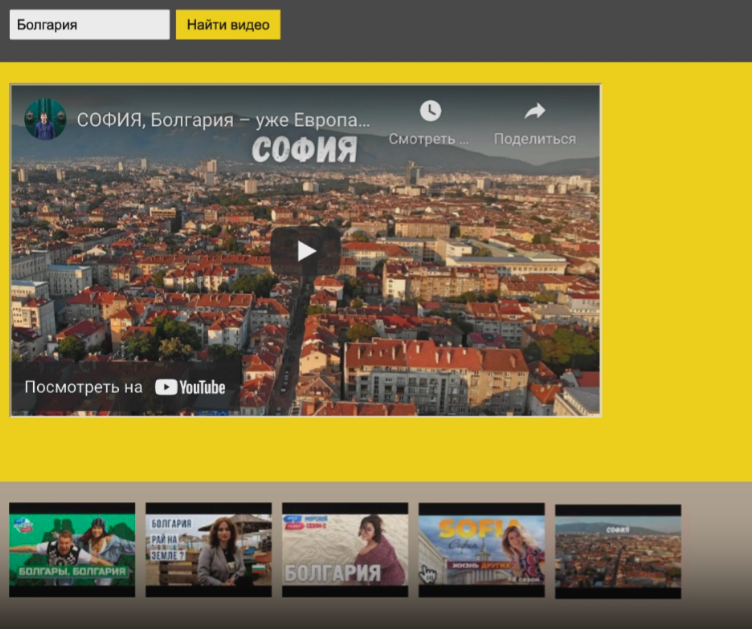 Болгария
Найти видео
СОФИЯ, Болгария – уже Европа...
Смотреть ...
Поделиться
СОФИЯ
Посмотреть на YouTube
БОЛГАРЫ. БОЛГАРИЯ
БОЛГАРИЯ
РАЙ НА
ЗЕМЛЕ ?
БОЛГАРИЯ
SOFIA
София
ЖИЗНЬ ДРУГИХ
СОФИЯ